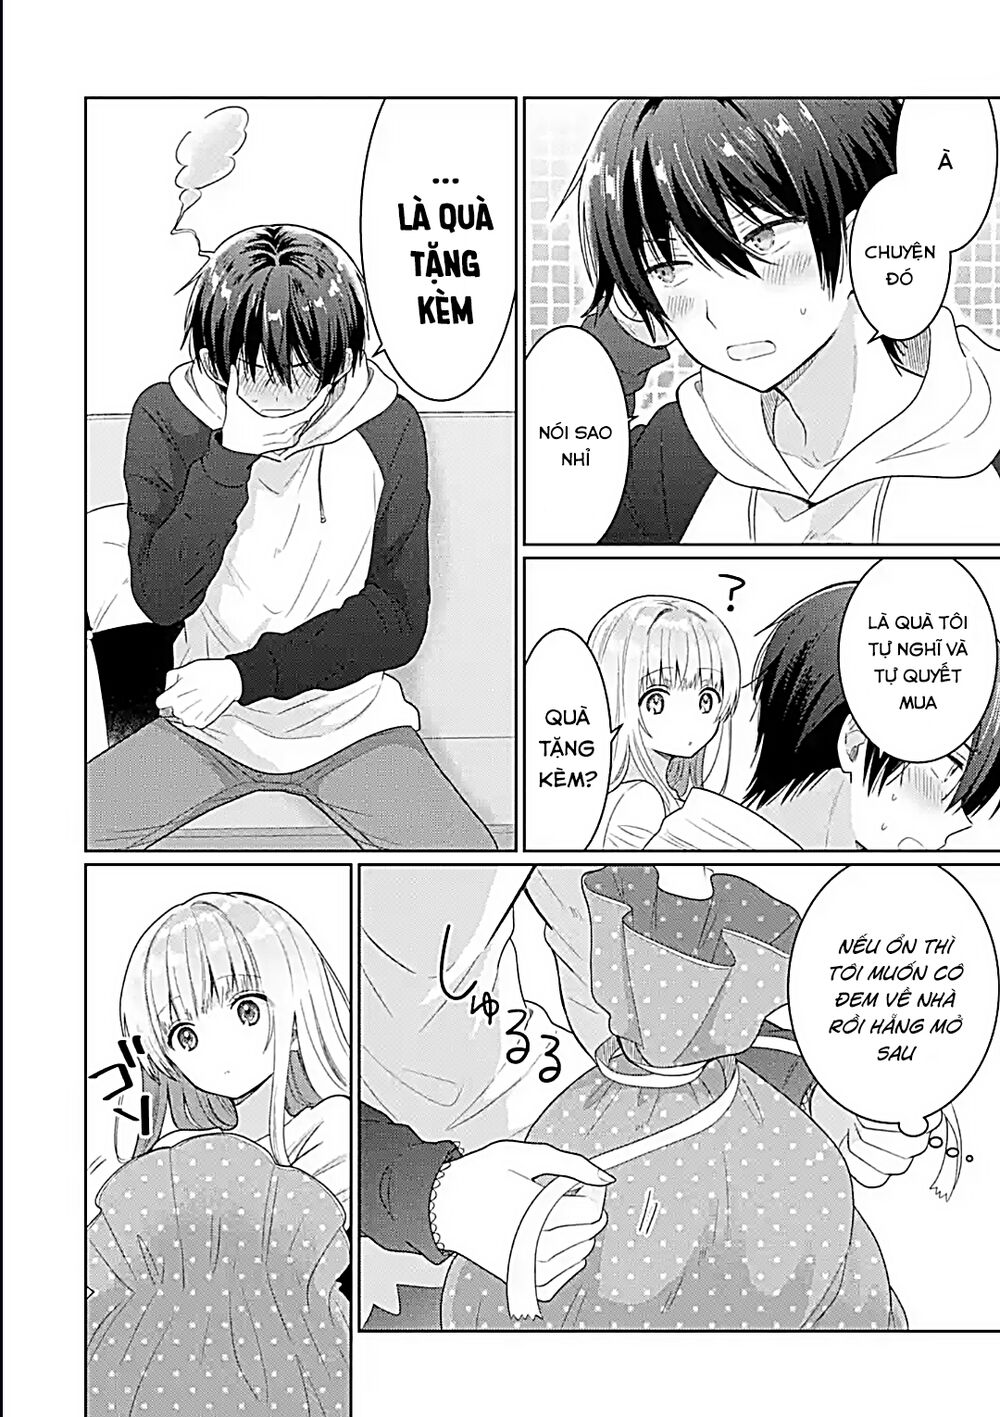 À
CHUYỆN
ĐÓ
NÓI SAO
NHỈ
...
LÀ QUÀ
TẶNG
KÈM
LÀ QUÀ TÔI
TỰ NGHĨ VÀ
TỰ QUYẾT
MUA
?
QUÀ
TẶNG
KÈM?
NẾU ỔN THÌ
TÔI MUỐN CÔ
ĐEM VỀ NHÀ
RỒI HẴNG MỞ
SAU
しゅるるる
ゴソ